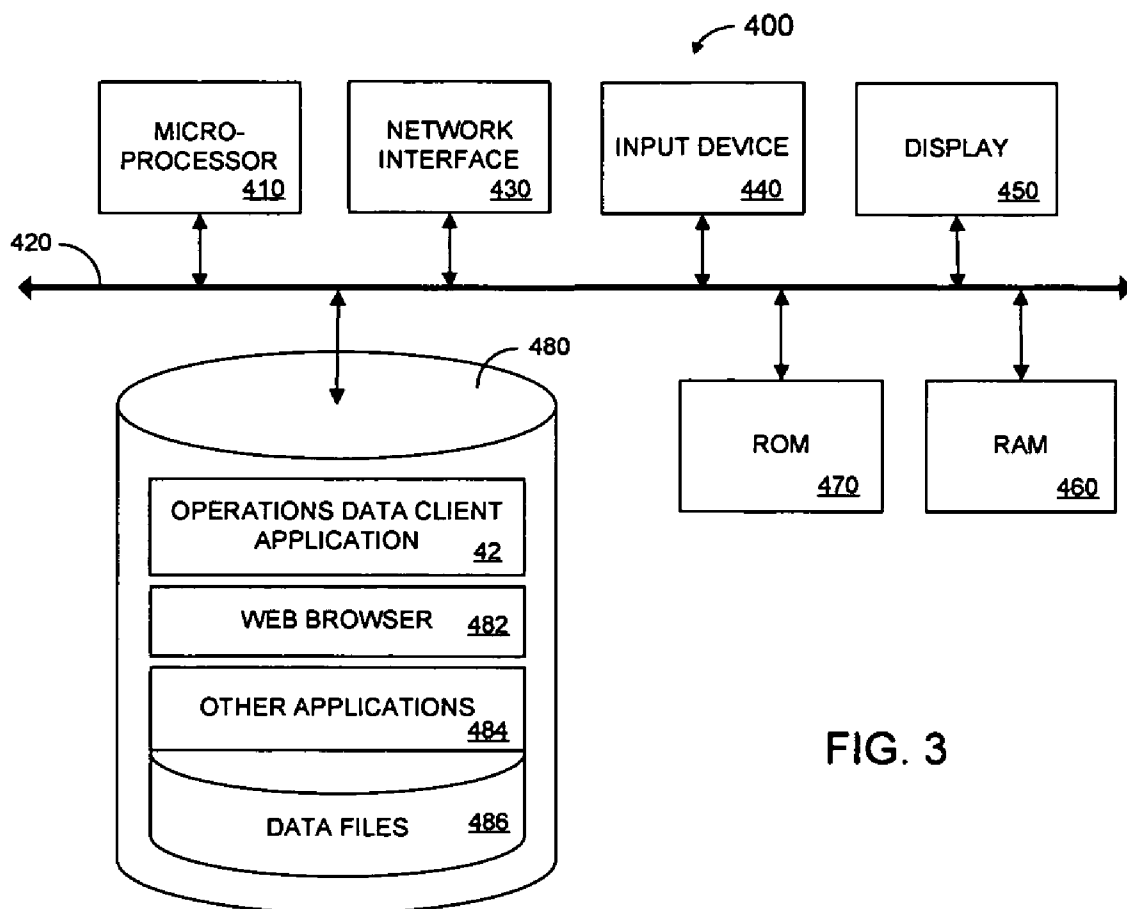 400
MICRO-
PROCESSOR
410
NETWORK
INTERFACE
430
INPUT DEVICE
440
DISPLAY
450
420
480
ROM
470
RAM
460
OPERATIONS DATA CLIENT
APPLICATION
42
WEB BROWSER 482
OTHER APPLICATIONS
484
DATA FILES 486
FIG. 3